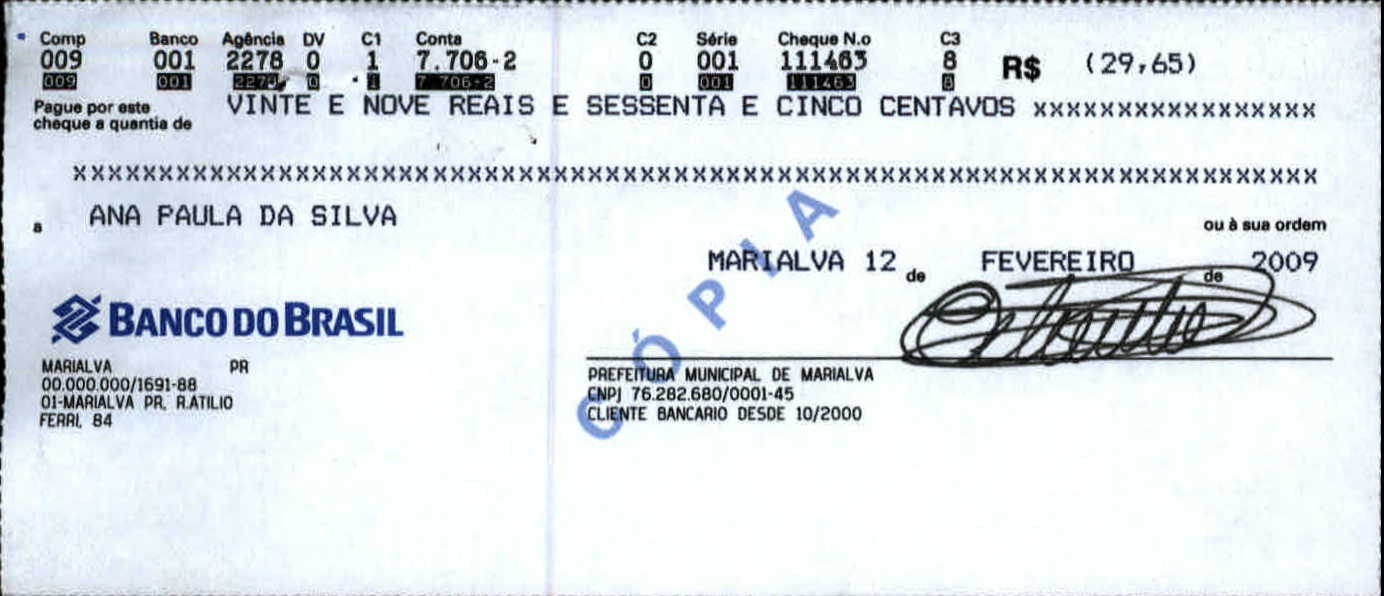 Comp Banco Agência DV C1 Conta C2 Série Cheque N.o C3
009 001 2278 0 1 7.706-2 0 001 111463 8 R$ (29,65)
009 001 2278 0 1 7 706-2 0 001 111463 8
Pague por este
cheque a quantia de VINTE E NOVE REAIS E SESSENTA E CINCO CENTAVOS xxxxxxxxxxxxxxxxx
xxxxxxxxxxxxxxxxxxxxxxxxxxxxxxxxxxxxxxxxxxxxxxxxxxxxxxxxxxxxxxxxxxxxxxxxxxx
a ANA PAULA DA SILVA ou à sua ordem
MARIALVA 12 de FEVEREIRO de 2009
CÓPIA
BANCO DO BRASIL
MARIALVA PR
00.000.000/1691-88
01-MARIALVA PR, R.ATILIO
FERRI, 84
PREFEITURA MUNICIPAL DE MARIALVA
CNPJ 76.282.680/0001-45
CLIENTE BANCARIO DESDE 10/2000